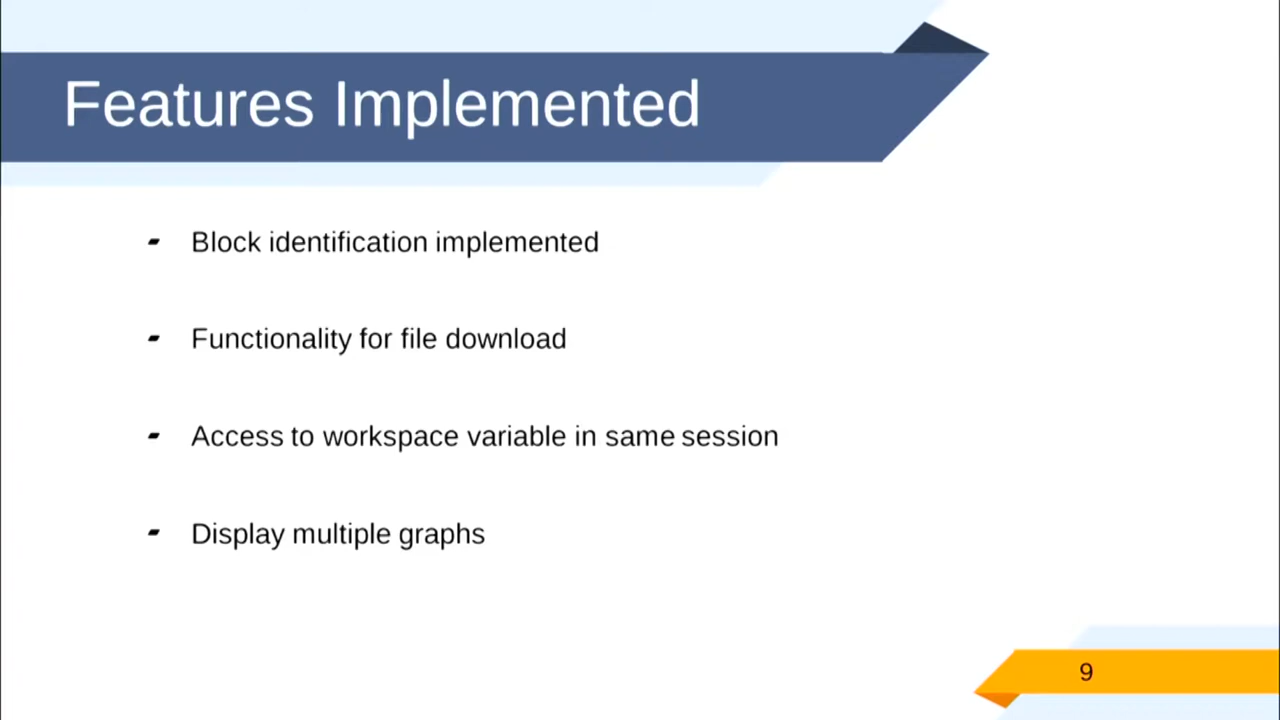 Features Implemented
Block identification implemented
Functionality for file download
Access to workspace variable in same session
Display multiple graphs
9